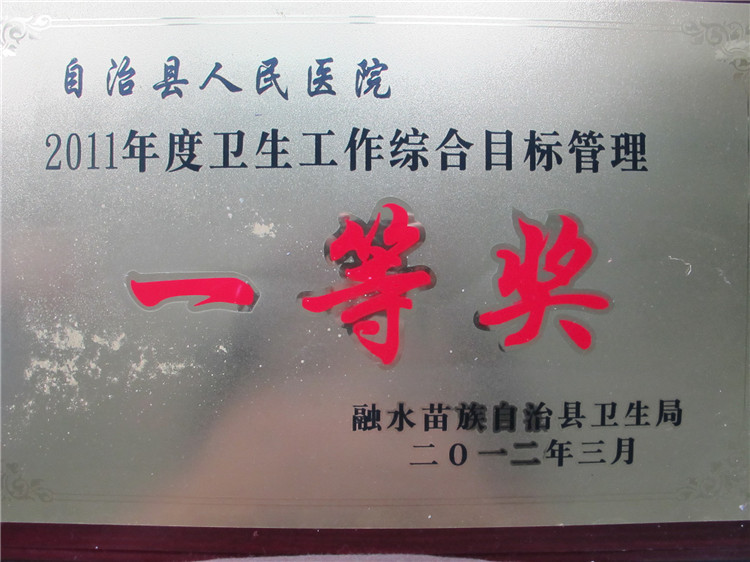 自治县人民医院
2011年度卫生工作综合目标管理
一等奖
融水苗族自治县卫生局
二O一二年三月